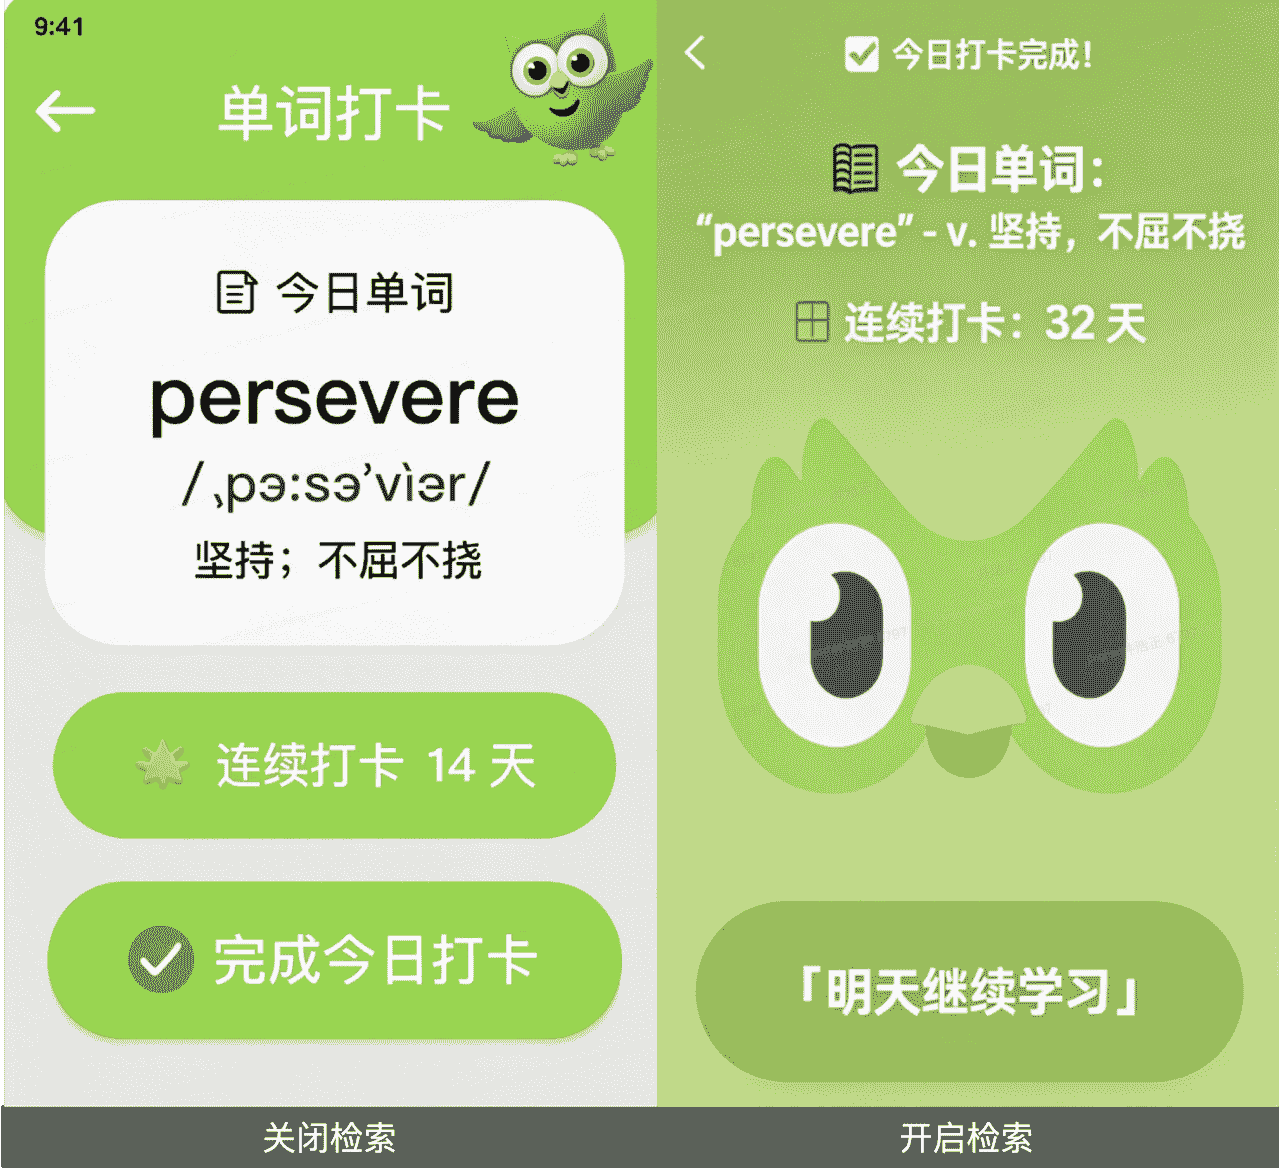 9:41
单词打卡
今日单词
persevere
/ˎpɘ:sɘ’vìɘr/
坚持；不屈不挠
连续打卡 14 天
完成今日打卡
关闭检索
今日打卡完成！
今日单词：
“persevere” - v. 坚持，不屈不挠
连续打卡：32 天
「明天继续学习」
开启检索